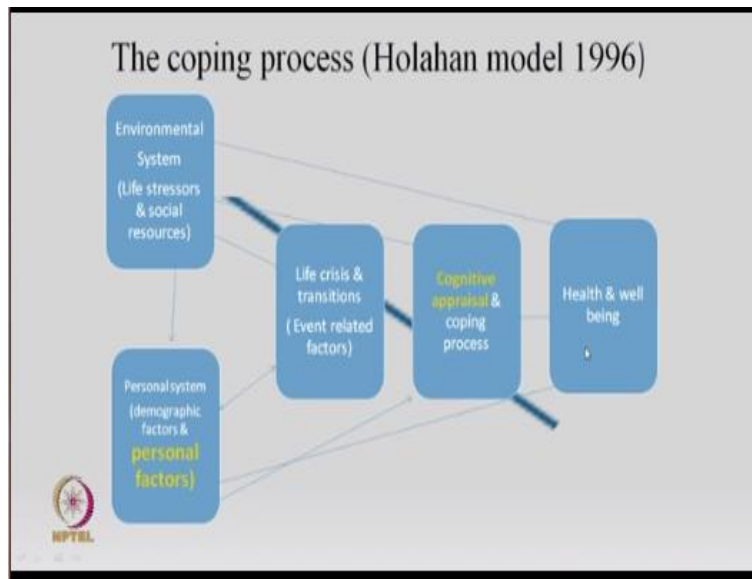 The coping process (Holahan model 1996)
Environmental
System
(Life stressors
& social
resources)
Life crisis &
transitions
( Event related
factors)
Cognitive
appraisal &
coping
process
Health & well
being
Personal system
(demographic
factors &
personal
factors)
NPTEL